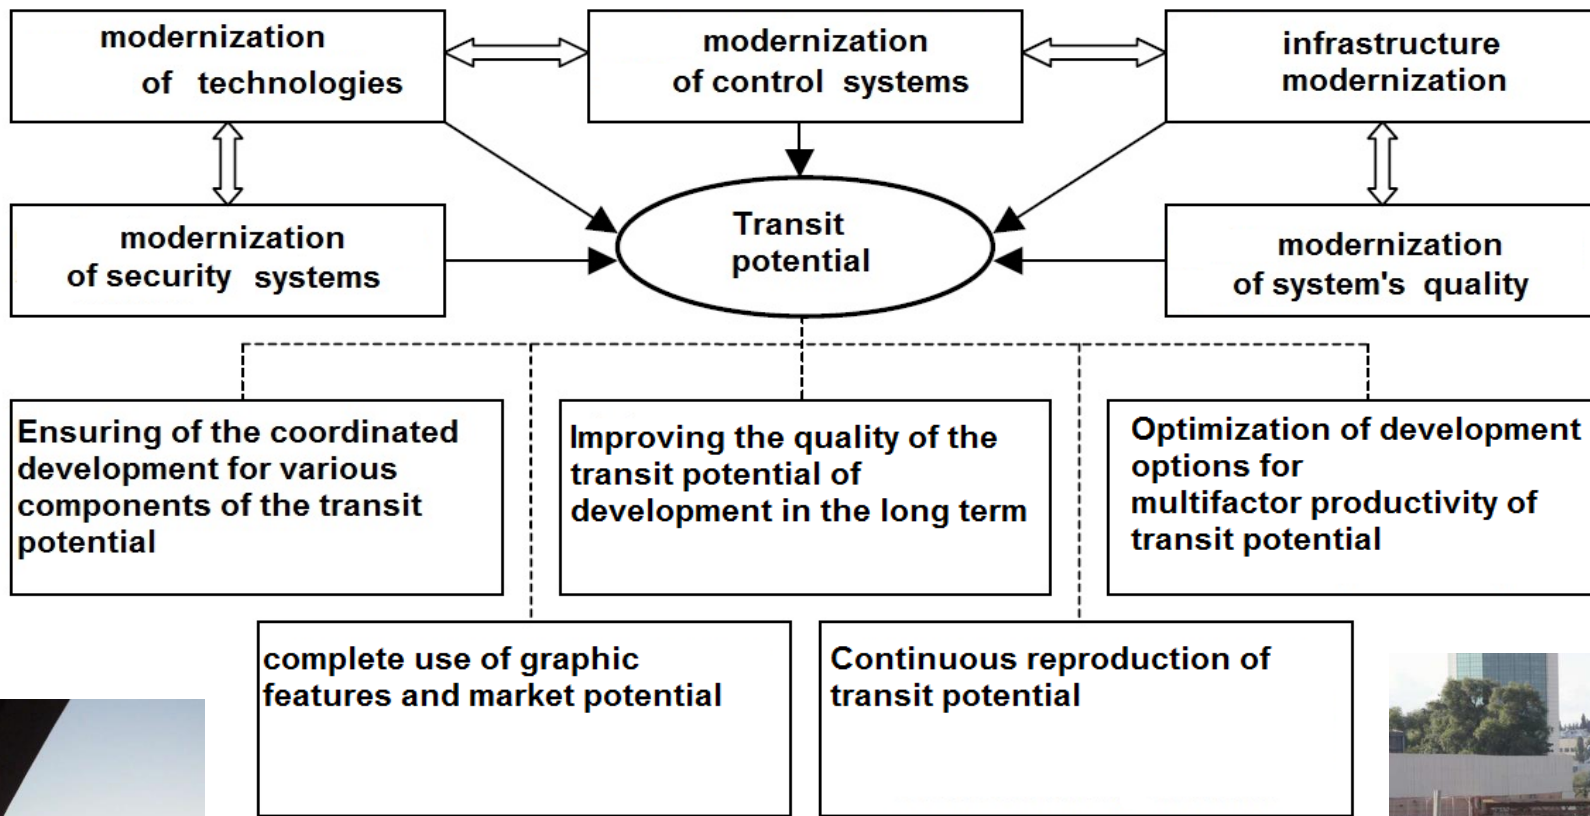 modernization
of technologies
modernization
of control systems
infrastructure
modernization
modernization
of security systems
Transit
potential
modernization
of system's quality
Ensuring of the coordinated
development for various
components of the transit
potential
Improving the quality of the
transit potential of
development in the long term
Optimization of development
options for
multifactor productivity of
transit potential
complete use of graphic
features and market potential
Continuous reproduction of
transit potential